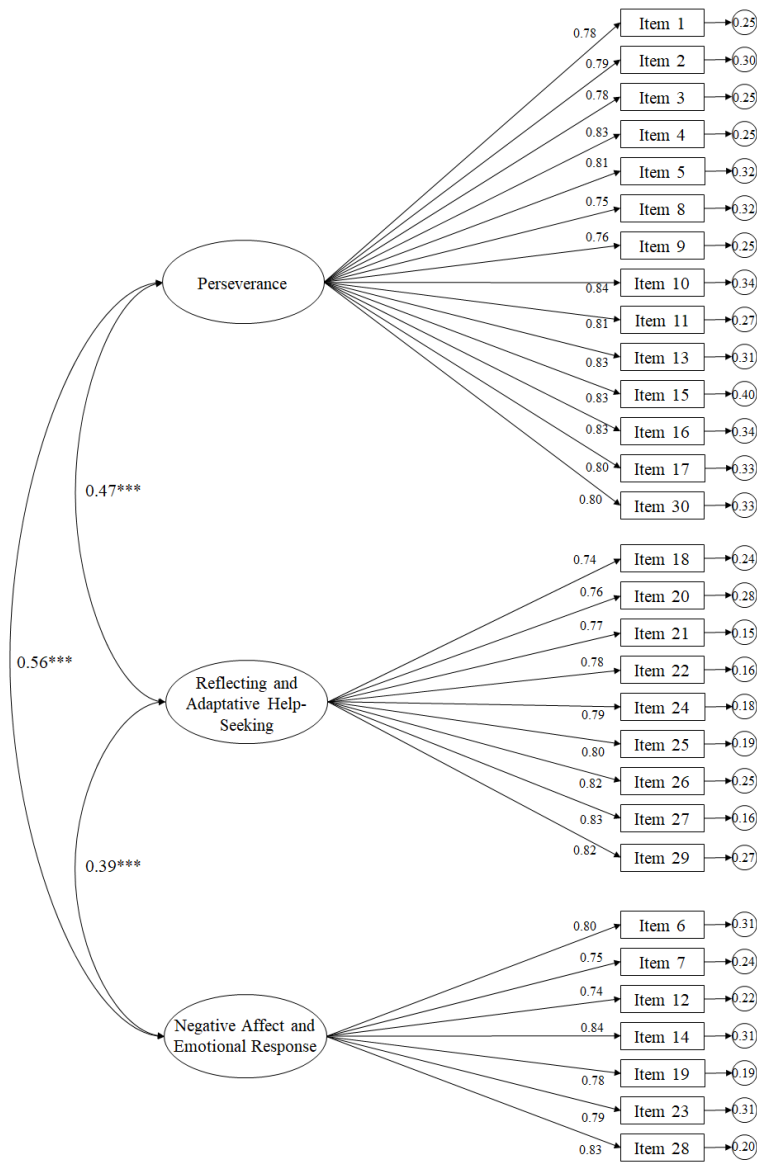 0.78
Item 1
0.25
0.79
Item 2
0.30
0.78
Item 3
0.25
0.83
Item 4
0.25
0.81
Item 5
0.32
0.75
Item 8
0.32
0.76
Item 9
0.25
Perseverance
0.84
Item 10
0.34
0.81
Item 11
0.27
0.83
Item 13
0.31
0.83
Item 15
0.40
0.83
Item 16
0.34
0.80
Item 17
0.33
0.80
Item 30
0.33
0.47***
0.74
Item 18
0.24
0.76
Item 20
0.28
0.77
Item 21
0.15
0.78
Item 22
0.16
0.56***
Reflecting and
Adaptative Help-
Seeking
0.79
Item 24
0.18
0.80
Item 25
0.19
0.82
Item 26
0.25
0.83
Item 27
0.16
0.82
Item 29
0.27
0.39***
0.80
Item 6
0.31
0.75
Item 7
0.24
0.74
Item 12
0.22
Negative Affect and
Emotional Response
0.84
Item 14
0.31
0.78
Item 19
0.19
0.79
Item 23
0.31
0.83
Item 28
0.20